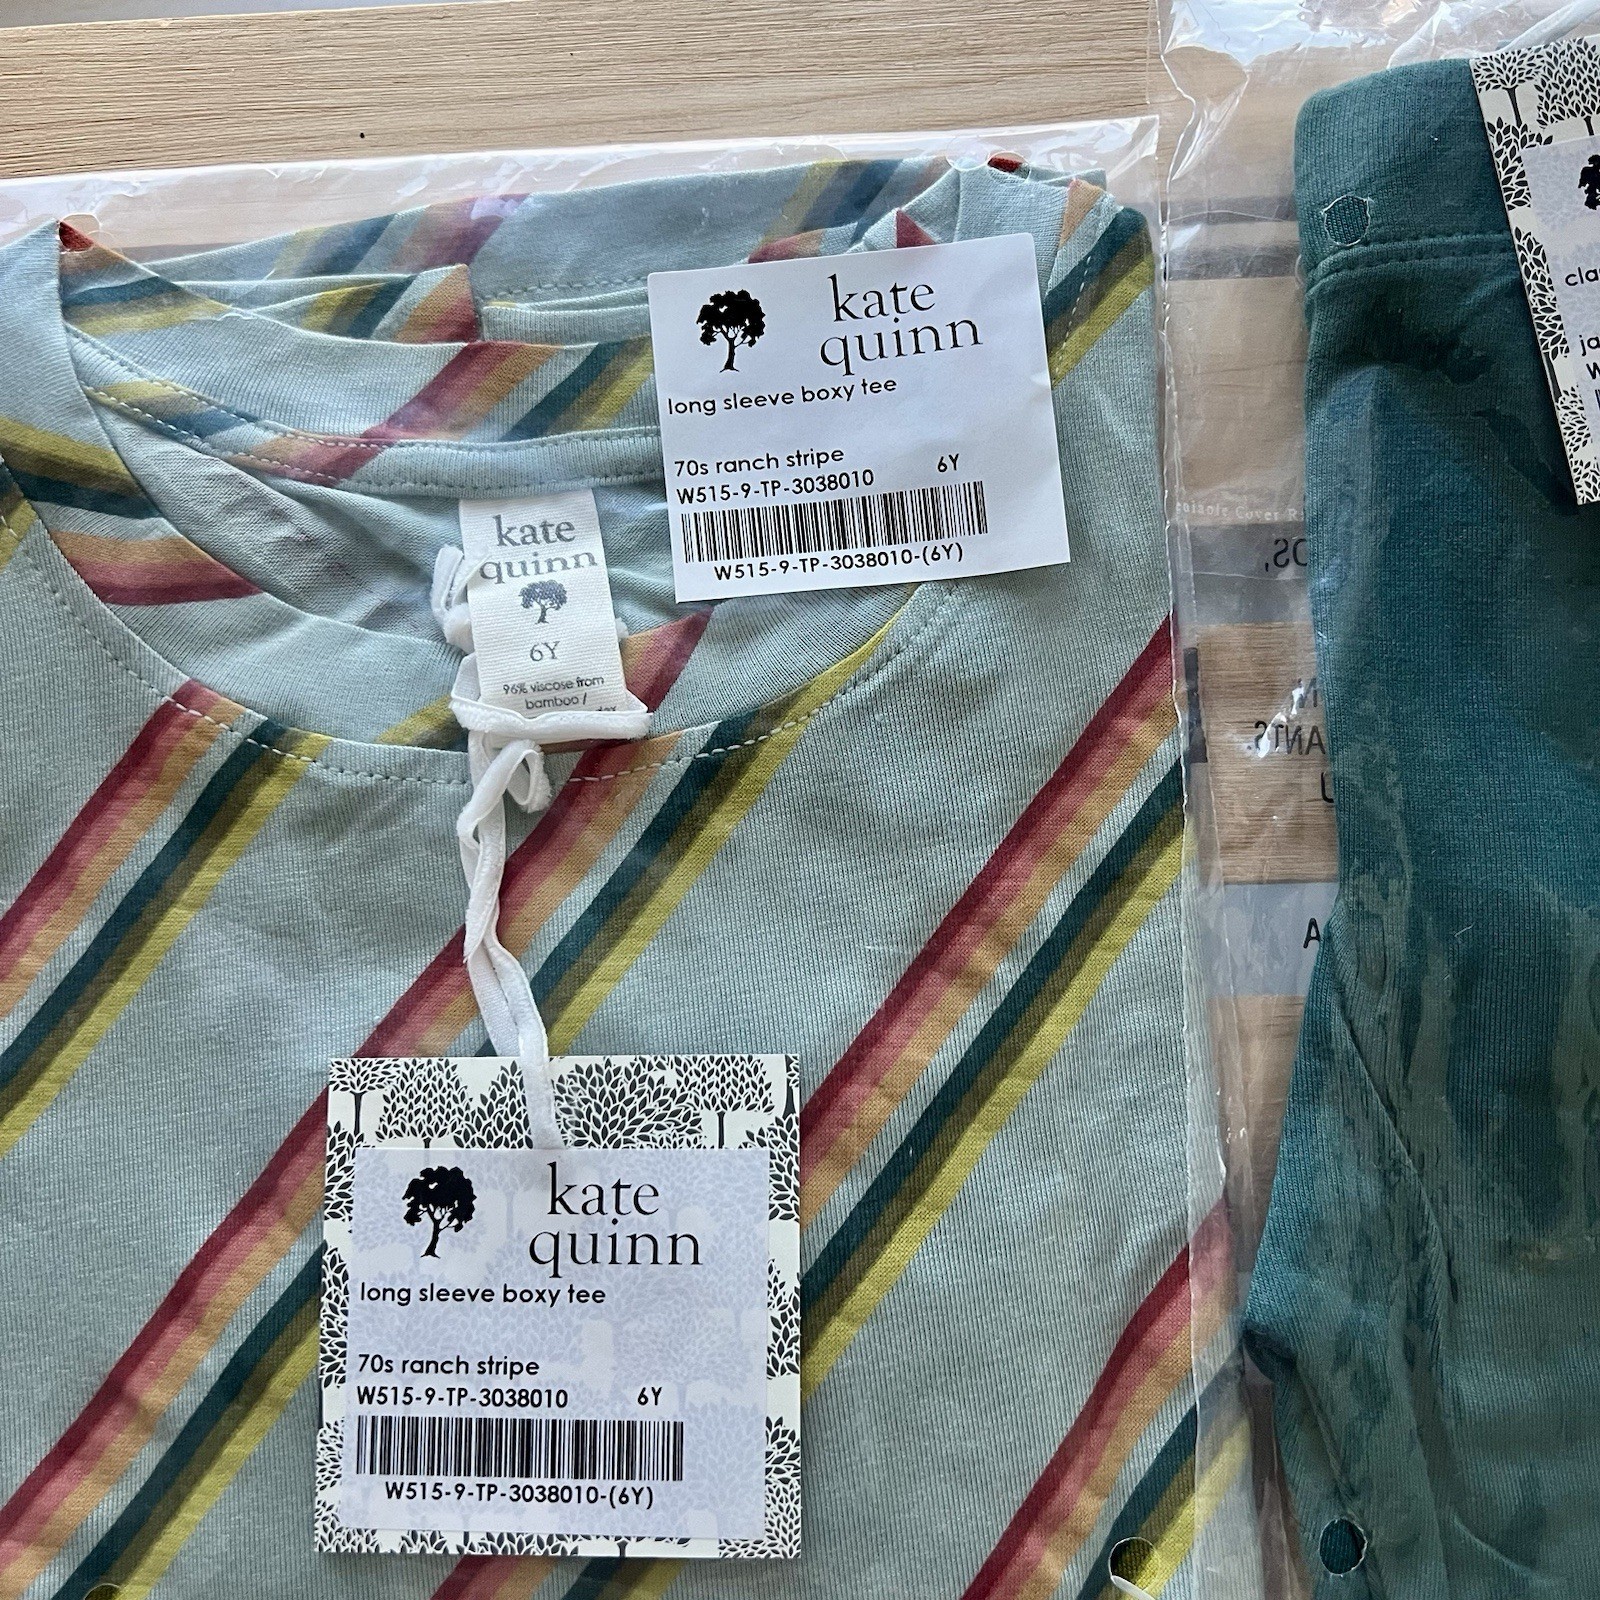 kate
quinn
long sleeve boxy tee
70s ranch stripe
W515-9-TP-3038010 6Y
W515-9-TP-3038010-(6Y)
kate
quinn
6Y
96% viscose from
bamboo /
kate
quinn
long sleeve boxy tee
70s ranch stripe
W515-9-TP-3038010 6Y
W515-9-TP-3038010-(6Y)
cla
ja
W